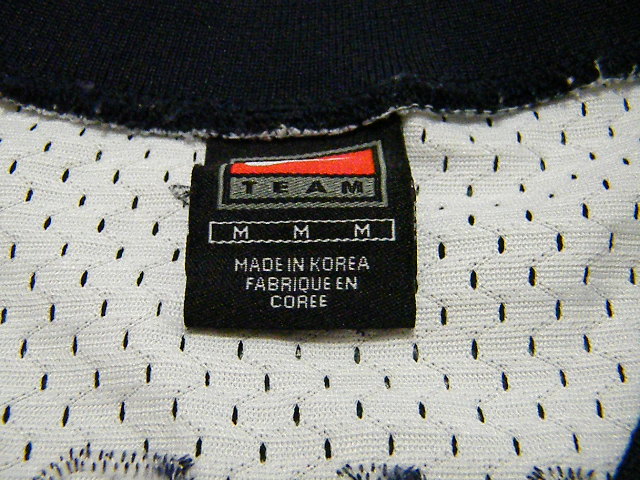 TEAM
M M M
MADE IN KOREA
FABRIQUE EN
COREE